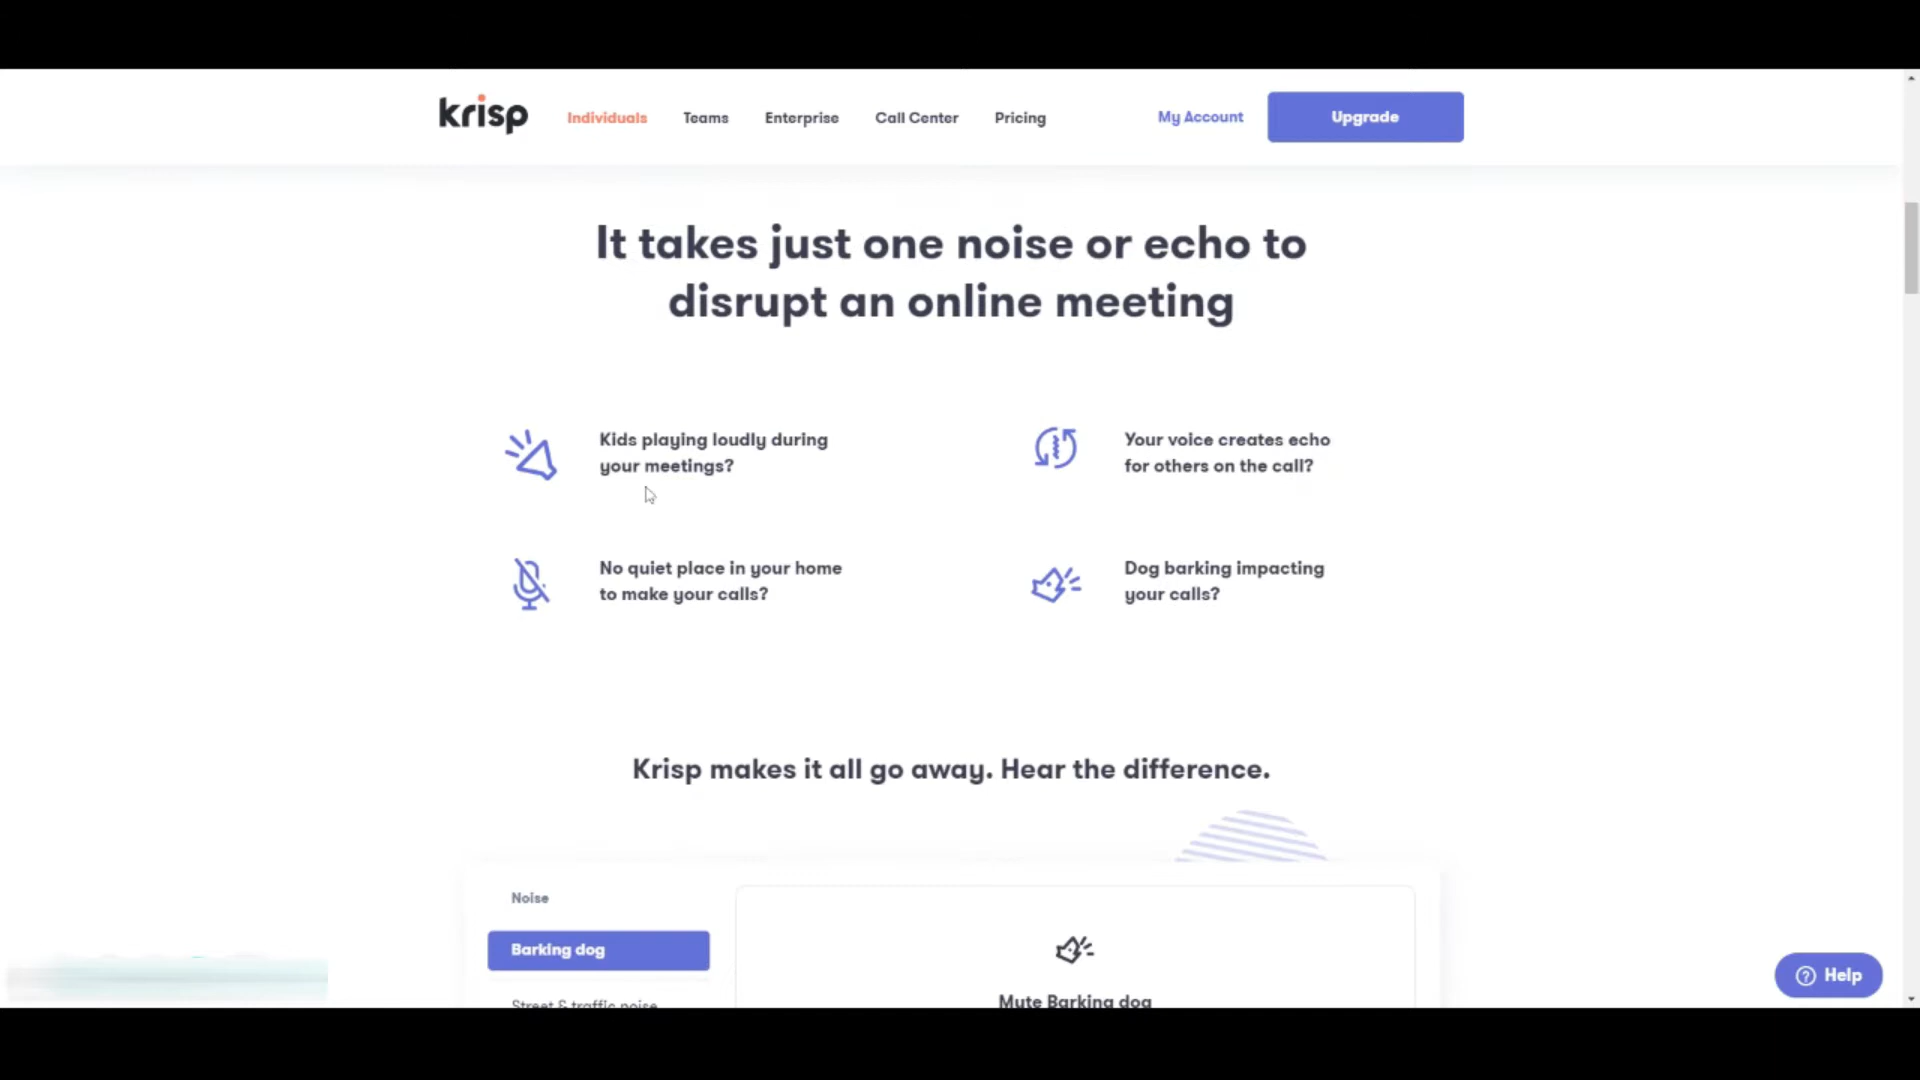 krisp
Individuals
Teams
Enterprise
Call Center
Pricing
My Account
Upgrade
It takes just one noise or echo to
disrupt an online meeting
Kids playing loudly during
your meetings?
Your voice creates echo
for others on the call?
No quiet place in your home
to make your calls?
Dog barking impacting
your calls?
Krisp makes it all go away. Hear the difference.
Noise
Barking dog
Street & traffic noise
Mute Barking dog
Help